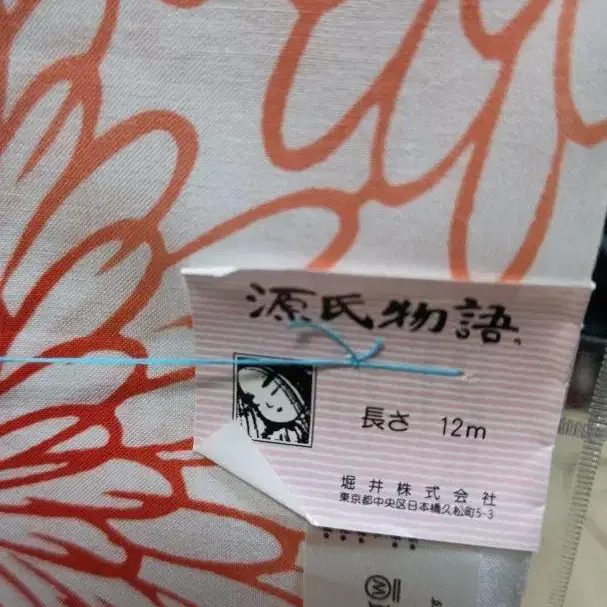 源氏物語
長さ 12m
堀井株式会社
東京都中央区日本橋久松町5-3